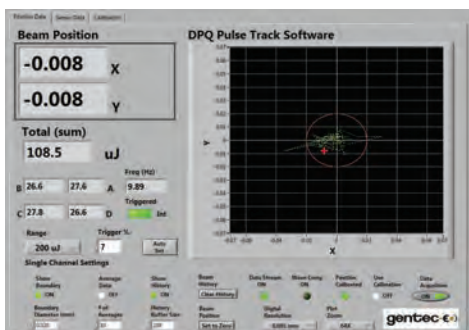 Position Data Sensor Data Calibration
Beam Position
-0.008 X
-0.008 Y
DPQ Pulse Track Software
Total (sum)
108.5 uJ
Freq (Hz)
B 26.6 27.6 A 9.89
Triggered
C 27.8 26.6 D Int
Range Trigger %
200 uJ 7 Auto Set
Y
X
Single Channel Settings
Show Boundary ON
Average Data OFF
Show History ON
Beam History
Clear History
Data Stream ON
Mean Using ON
Position Calibrated ON
Use Calibration OFF
Data Acquisition ON
Boundary Diameter (mm)
Full Averages
History Buffer Size
Beam Position
Set to Zero
Digital Resolution
Plot Zoom
gentec-e